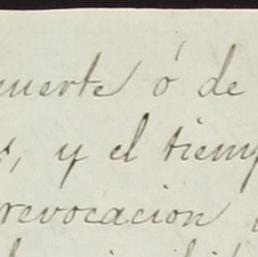 muerte ó de
s, y el tiemp
revocacion